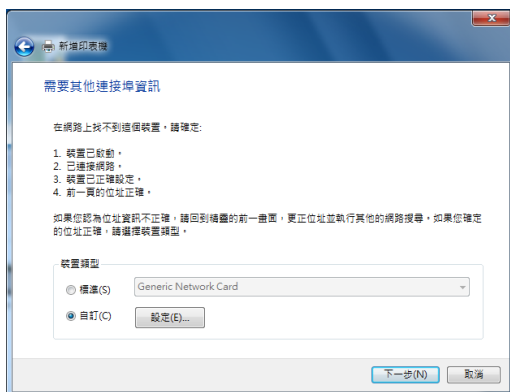 新增印表機
需要其他連接埠資訊
在網路上找不到這個裝置，請確定:
1. 裝置已啟動。
2. 已連接網路。
3. 裝置已正確設定。
4. 前一頁的位址正確。
如果您認為位址資訊不正確，請回到精靈的前一畫面，更正位址並執行其他的網路搜尋。如果您確定
的位址正確，請選擇裝置類型。
裝置類型
標準(S)
Generic Network Card
自訂(C)
設定(E)...
下一步(N)
取消